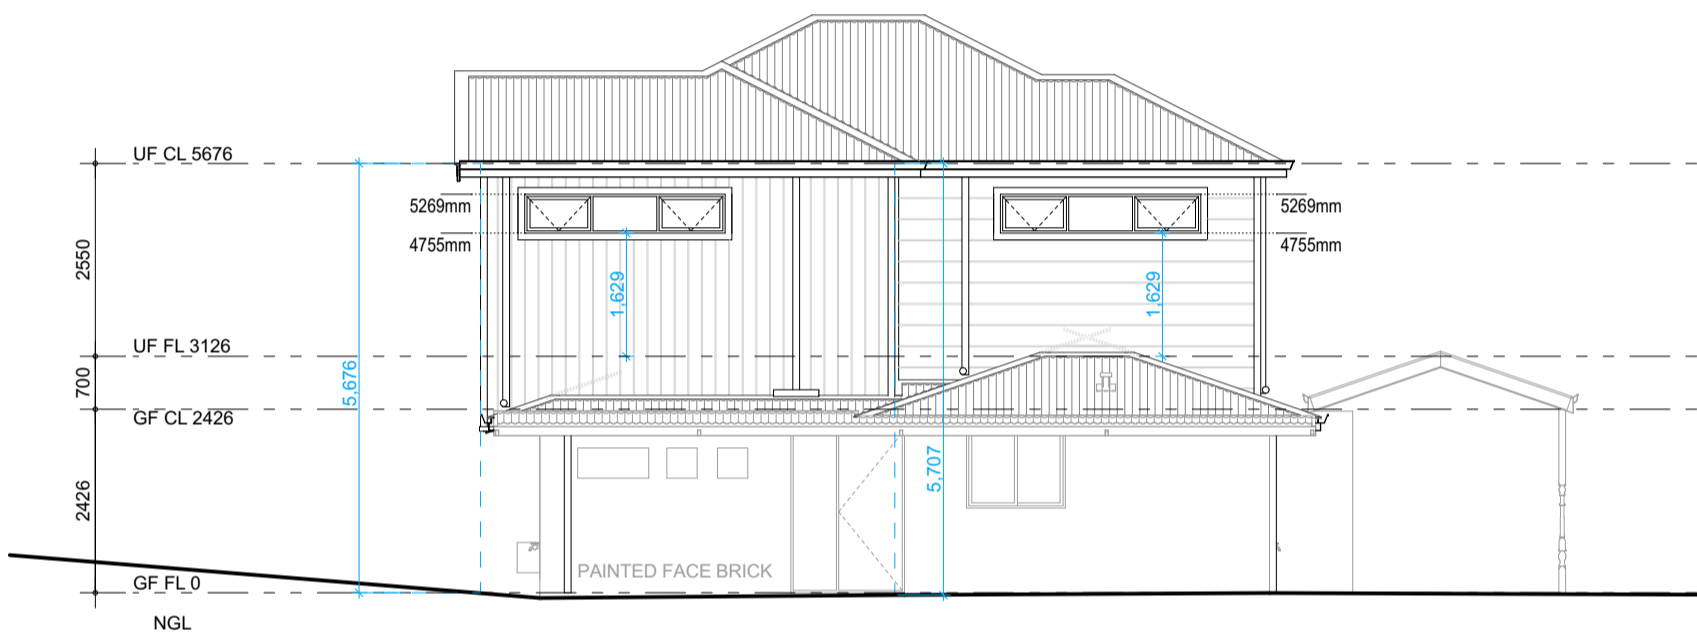 UF CL 5676
5269mm
5269mm
4755mm
4755mm
2550
1,629
1,629
UF FL 3126
5,676
700
GF CL 2426
5,707
2426
PAINTED FACE BRICK
GF FL 0
NGL